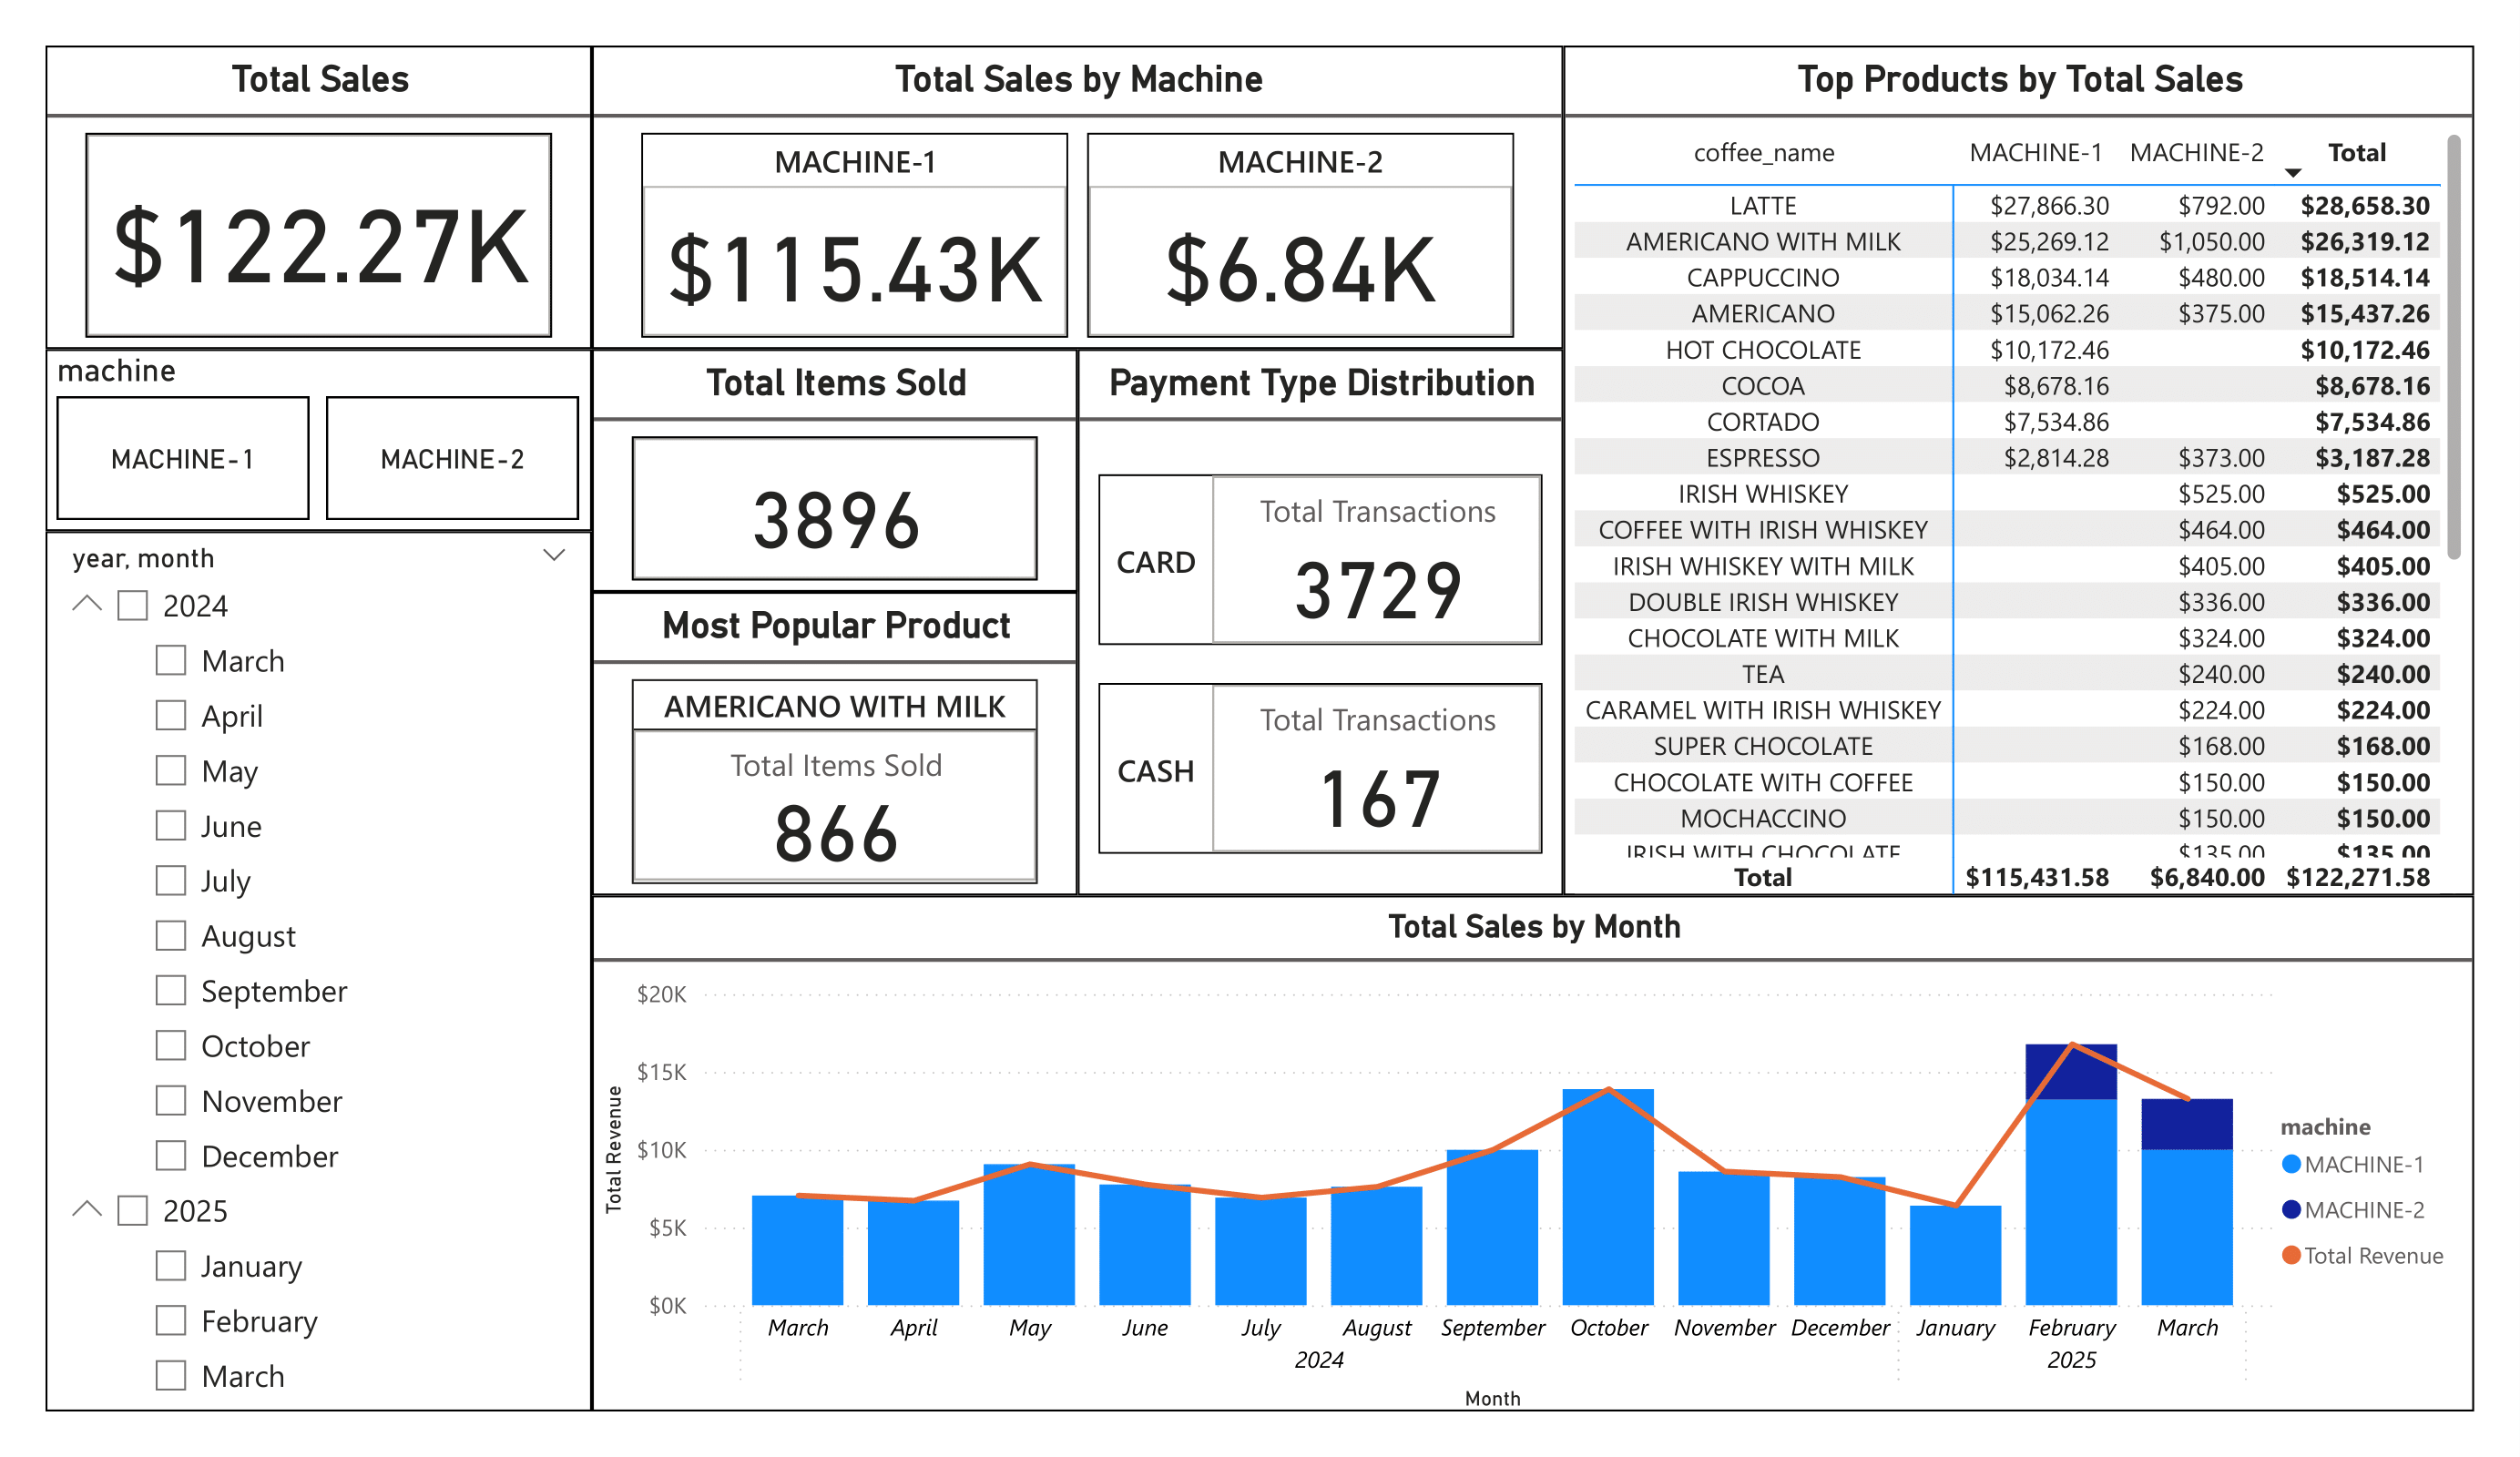 Total Sales
$122.27K
Total Sales by Machine
MACHINE-1
$115.43K
MACHINE-2
$6.84K
machine
MACHINE-1
MACHINE-2
year, month
2024
March
April
May
June
July
August
September
October
November
December
2025
January
February
March
Total Items Sold
3896
Most Popular Product
AMERICANO WITH MILK
Total Items Sold
866
Payment Type Distribution
CARD
Total Transactions
3729
CASH
Total Transactions
167
Top Products by Total Sales
coffee_name MACHINE-1 MACHINE-2 Total
LATTE $27,866.30 $792.00 $28,658.30
AMERICANO WITH MILK $25,269.12 $1,050.00 $26,319.12
CAPPUCCINO $18,034.14 $480.00 $18,514.14
AMERICANO $15,062.26 $375.00 $15,437.26
HOT CHOCOLATE $10,172.46 $10,172.46
COCOA $8,678.16 $8,678.16
CORTADO $7,534.86 $7,534.86
ESPRESSO $2,814.28 $373.00 $3,187.28
IRISH WHISKEY $525.00 $525.00
COFFEE WITH IRISH WHISKEY $464.00 $464.00
IRISH WHISKEY WITH MILK $405.00 $405.00
DOUBLE IRISH WHISKEY $336.00 $336.00
CHOCOLATE WITH MILK $324.00 $324.00
TEA $240.00 $240.00
CARAMEL WITH IRISH WHISKEY $224.00 $224.00
SUPER CHOCOLATE $168.00 $168.00
CHOCOLATE WITH COFFEE $150.00 $150.00
MOCHACCINO $150.00 $150.00
IRISH WITH CHOCOLATE $135.00 $135.00
Total $115,431.58 $6,840.00 $122,271.58
Total Sales by Month
Total Revenue
$20K
$15K
$10K
$5K
$0K
March April May June July August September October November December January February March
2024 2025
Month
machine
MACHINE-1
MACHINE-2
Total Revenue